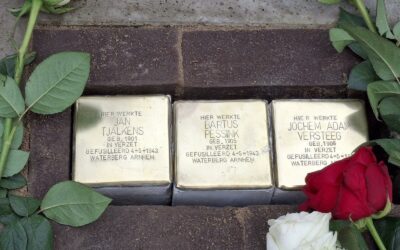 HIER WERKTE
JAN
TJALKENS
GEB. 1901
IN VERZET
GEFUSILLEERD 4-5-1943
WATERBERG ARNHEM
HIER WERKTE
BARTUS
PESSINK
GEB. 1905
IN VERZET
GEFUSILLEERD 4-5-1943
WATERBERG ARNHEM
HIER WERKTE
JOCHEM ADAM
VERSTEEG
GEB. 1906
IN VERZET
GEFUSILLEERD 4-5-1943
WATERBERG ARNHEM